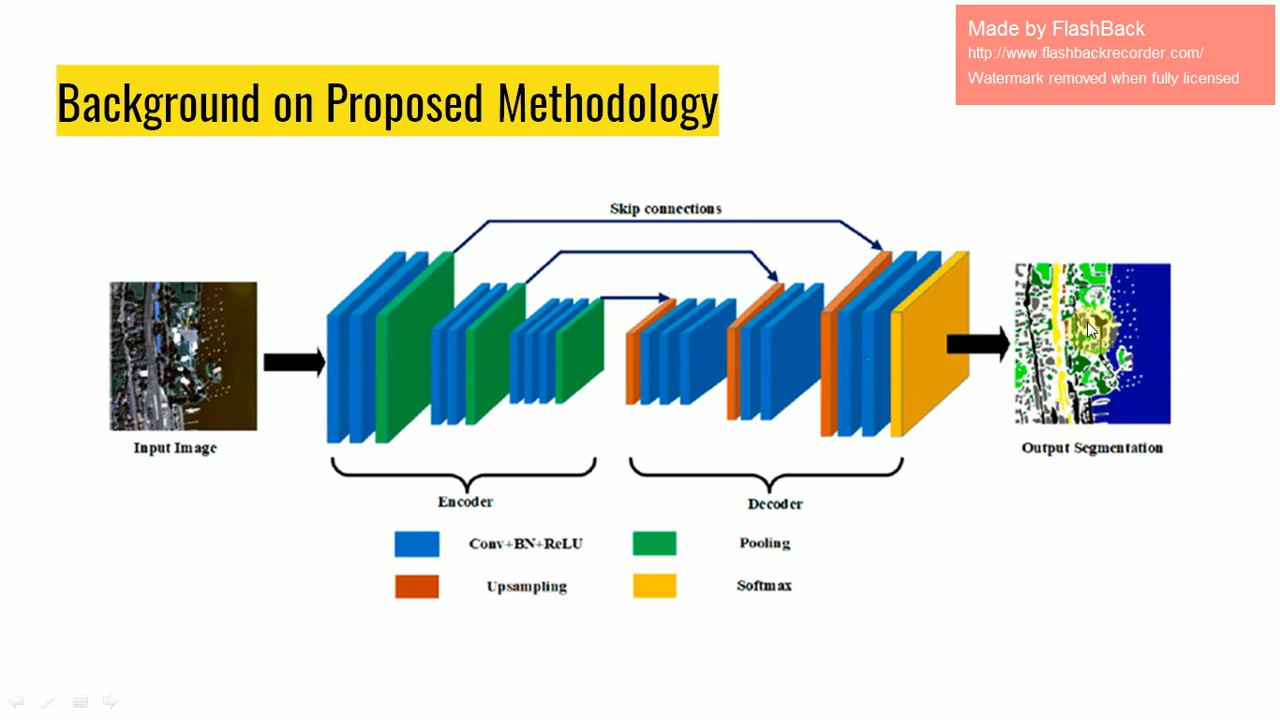 Made by FlashBack
http://www.flashbackrecorder.com/
Watermark removed when fully licensed
Background on Proposed Methodology
Skip connections
Input Image
Output Segmentation
Encoder
Decoder
Conv+BN+ReLU
Pooling
Upsampling
Softmax